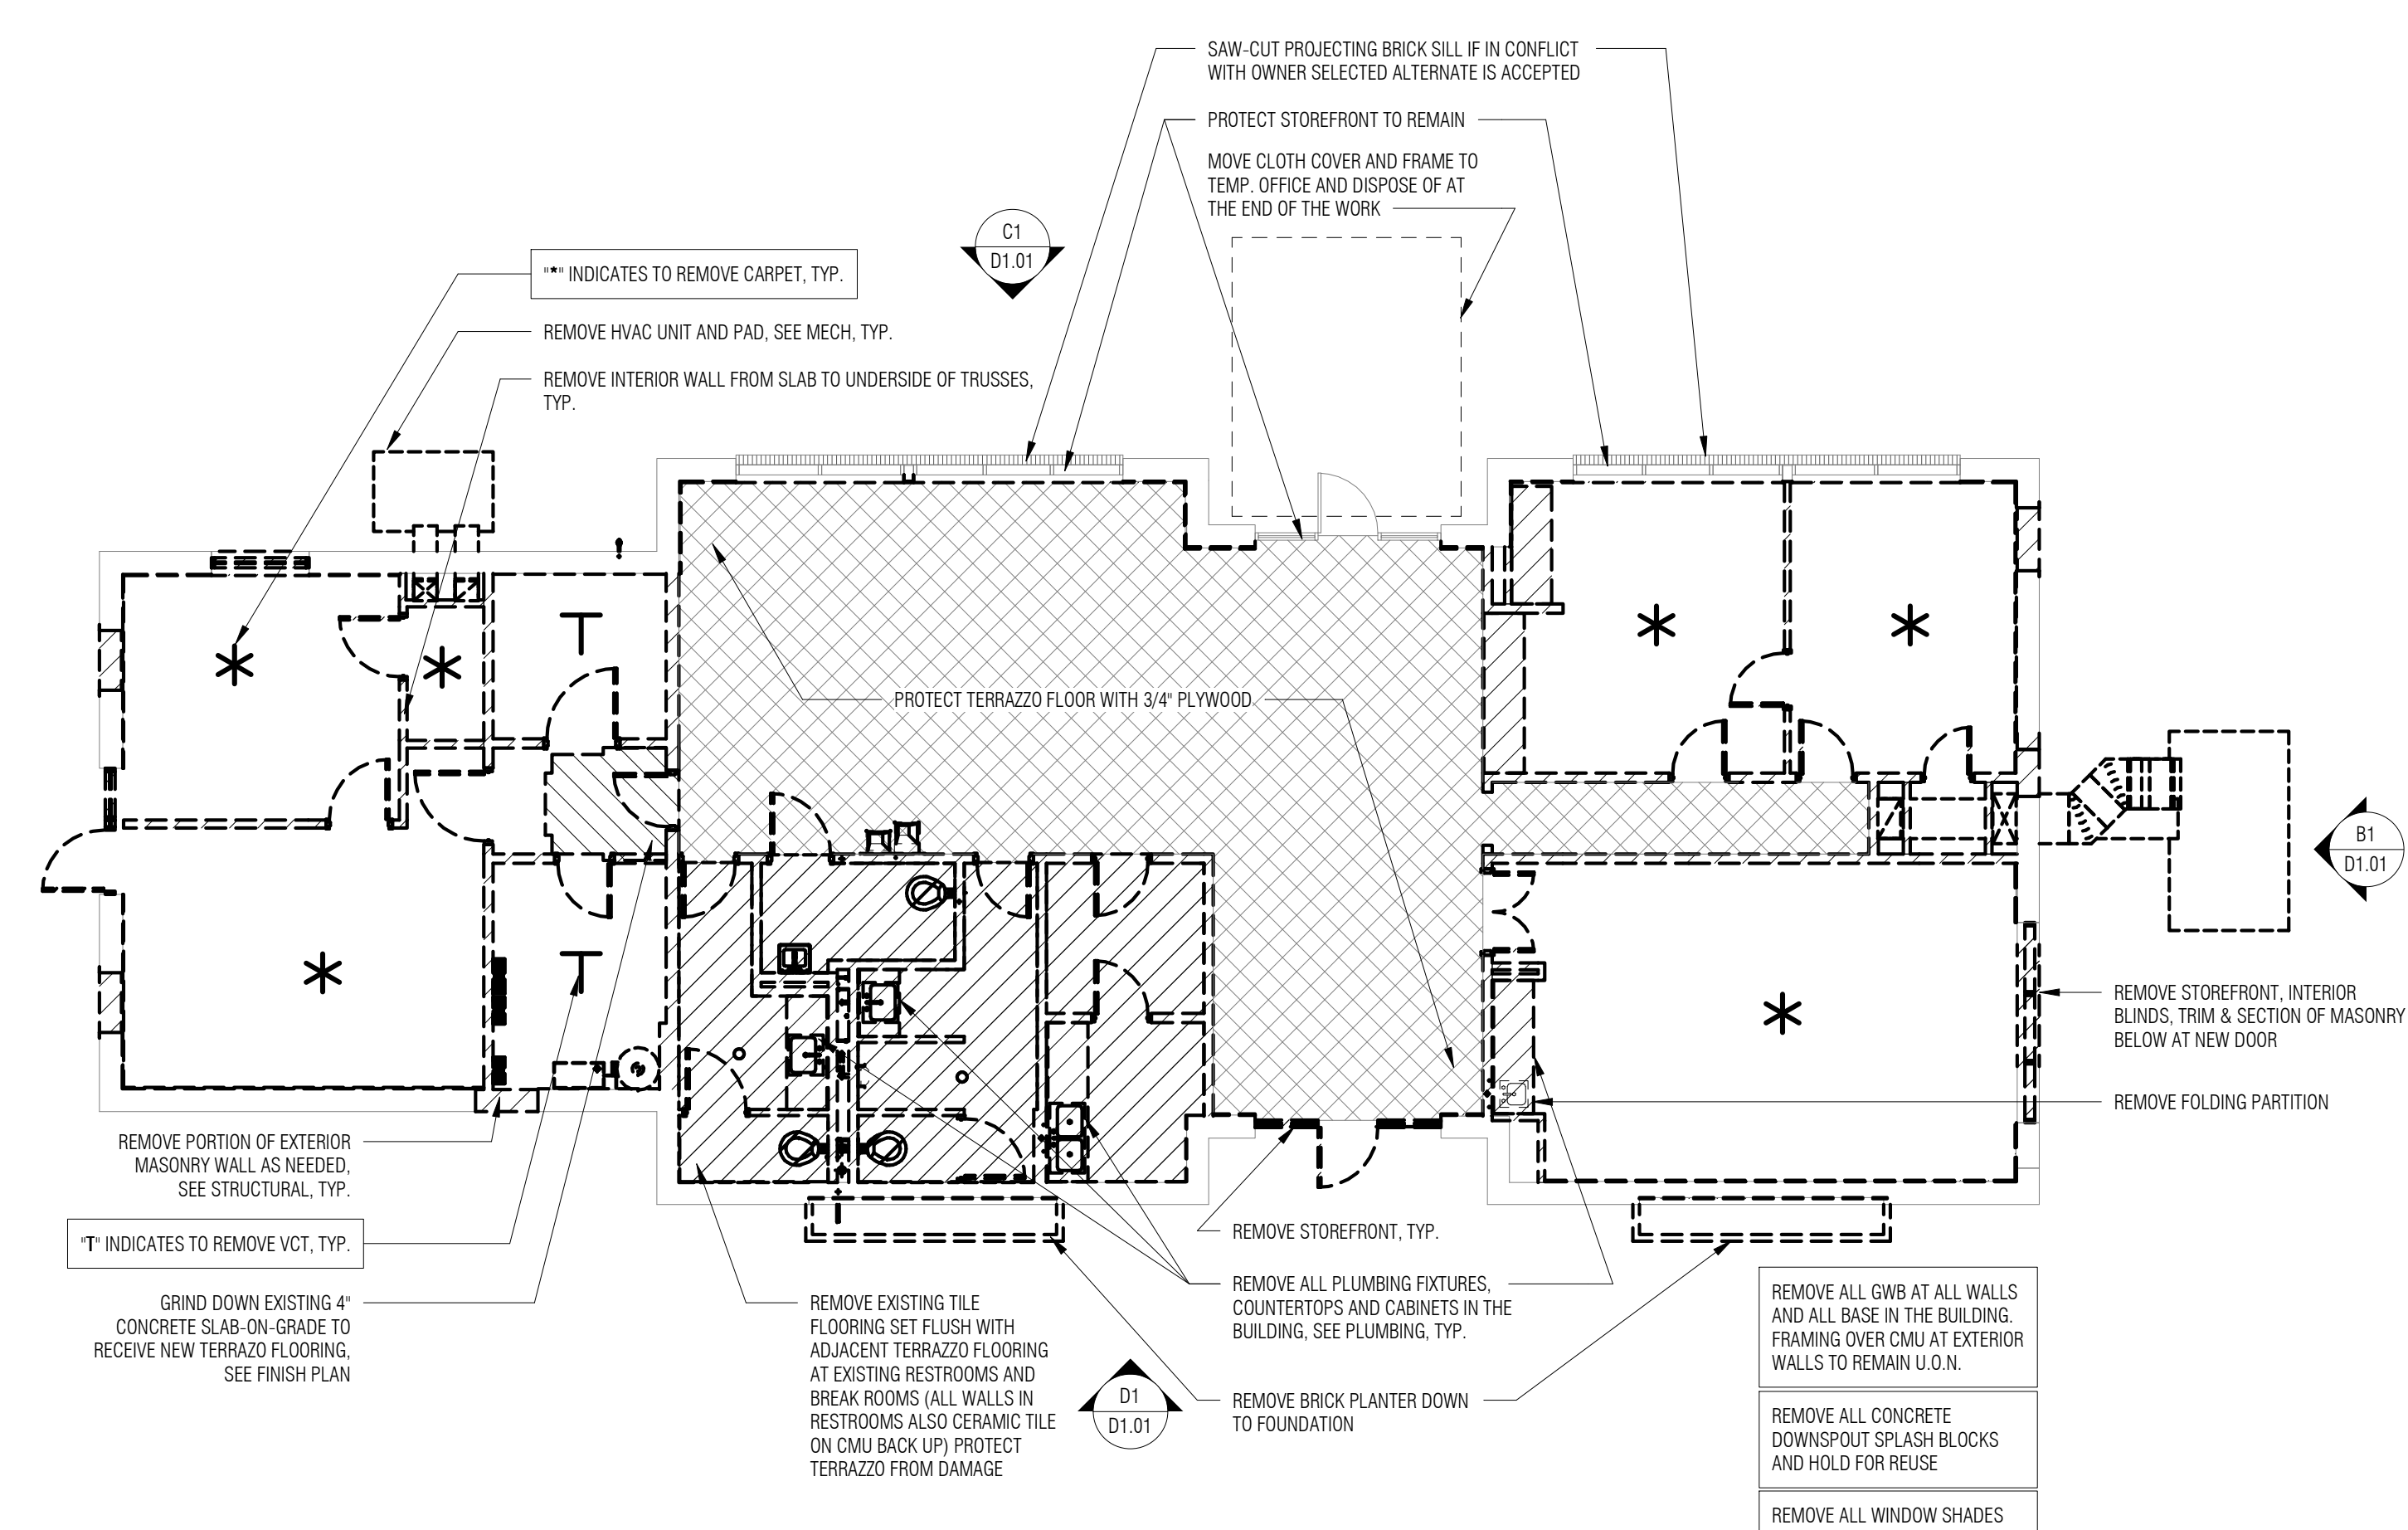 SAW-CUT PROJECTING BRICK SILL IF IN CONFLICT
WITH OWNER SELECTED ALTERNATE IS ACCEPTED
PROTECT STOREFRONT TO REMAIN
MOVE CLOTH COVER AND FRAME TO
TEMP. OFFICE AND DISPOSE OF AT
THE END OF THE WORK
C1
D1.01
"*" INDICATES TO REMOVE CARPET, TYP.
REMOVE HVAC UNIT AND PAD, SEE MECH, TYP.
REMOVE INTERIOR WALL FROM SLAB TO UNDERSIDE OF TRUSSES,
TYP.
T
PROTECT TERRAZZO FLOOR WITH 3/4" PLYWOOD
B1
D1.01
T
REMOVE STOREFRONT, INTERIOR
BLINDS, TRIM & SECTION OF MASONRY
BELOW AT NEW DOOR
REMOVE FOLDING PARTITION
REMOVE PORTION OF EXTERIOR
MASONRY WALL AS NEEDED,
SEE STRUCTURAL, TYP.
"T" INDICATES TO REMOVE VCT, TYP.
GRIND DOWN EXISTING 4"
CONCRETE SLAB-ON-GRADE TO
RECEIVE NEW TERRAZO FLOORING,
SEE FINISH PLAN
REMOVE EXISTING TILE
FLOORING SET FLUSH WITH
ADJACENT TERRAZZO FLOORING
AT EXISTING RESTROOMS AND
BREAK ROOMS (ALL WALLS IN
RESTROOMS ALSO CERAMIC TILE
ON CMU BACK UP) PROTECT
TERRAZZO FROM DAMAGE
D1
D1.01
REMOVE STOREFRONT, TYP.
REMOVE ALL PLUMBING FIXTURES,
COUNTERTOPS AND CABINETS IN THE
BUILDING, SEE PLUMBING, TYP.
REMOVE BRICK PLANTER DOWN
TO FOUNDATION
REMOVE ALL GWB AT ALL WALLS
AND ALL BASE IN THE BUILDING.
FRAMING OVER CMU AT EXTERIOR
WALLS TO REMAIN U.O.N.
REMOVE ALL CONCRETE
DOWNSPOUT SPLASH BLOCKS
AND HOLD FOR REUSE
REMOVE ALL WINDOW SHADES